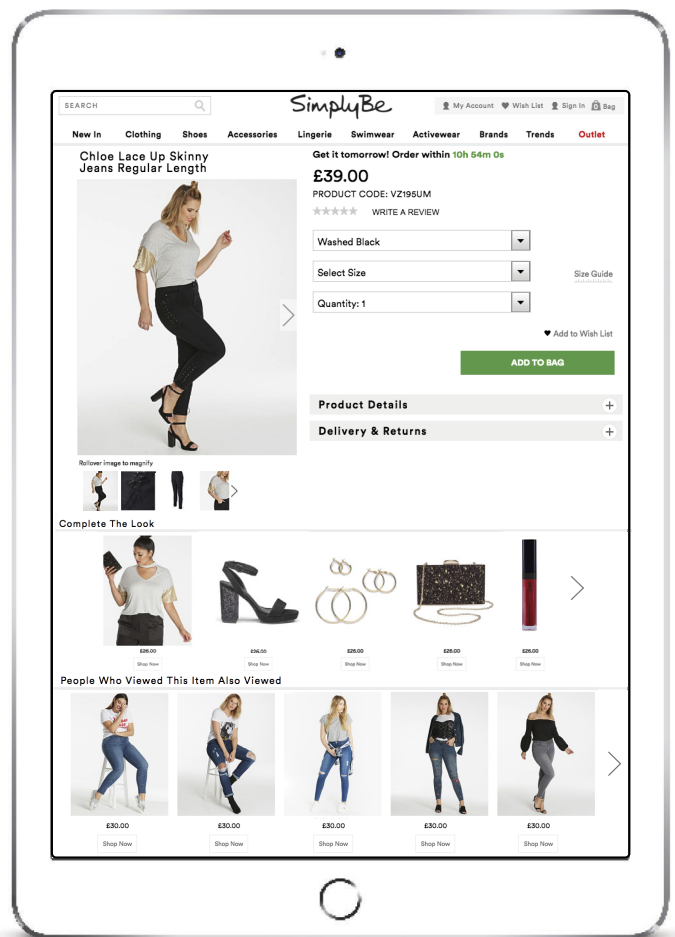 SEARCH
SimplyBe
My Account Wish List Sign In 0 Bag
New In Clothing Shoes Accessories Lingerie Swimwear Activewear Brands Trends Outlet
Chloe Lace Up Skinny
Jeans Regular Length
Get it tomorrow! Order within 10h 54m 0s
£39.00
PRODUCT CODE: VZ195UM
WRITE A REVIEW
Washed Black
Select Size
Size Guide
Quantity: 1
Add to Wish List
ADD TO BAG
Product Details +
Delivery & Returns +
Rollover image to magnify
Complete The Look
£26.00 £26.00 £26.00 £26.00 £26.00
Shop Now Shop Now Shop Now Shop Now Shop Now
People Who Viewed This Item Also Viewed
£30.00 £30.00 £30.00 £30.00 £30.00
Shop Now Shop Now Shop Now Shop Now Shop Now